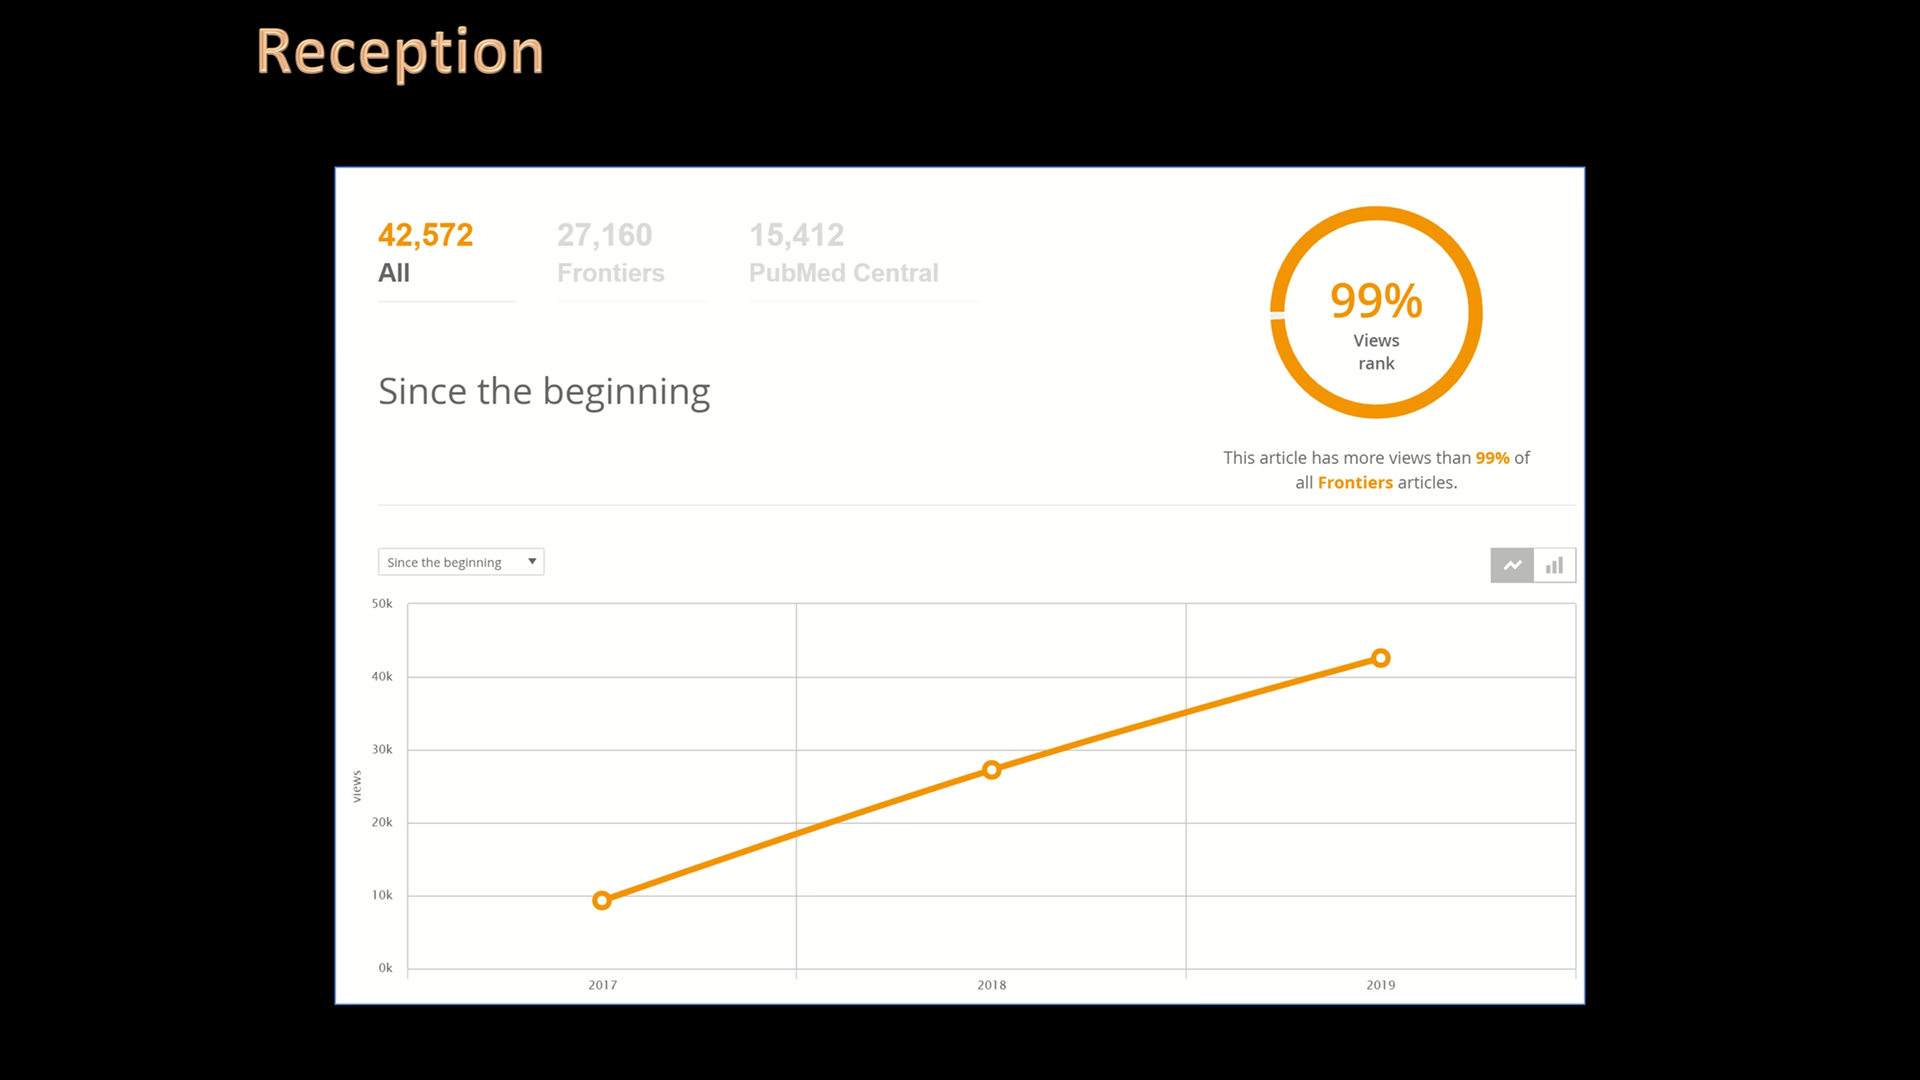 Reception
42,572
All
27,160
Frontiers
15,412
PubMed Central
99%
Views
rank
Since the beginning
This article has more views than 99% of
all Frontiers articles.
Since the beginning
50k
40k
30k
20k
10k
0k
views
2017
2018
2019